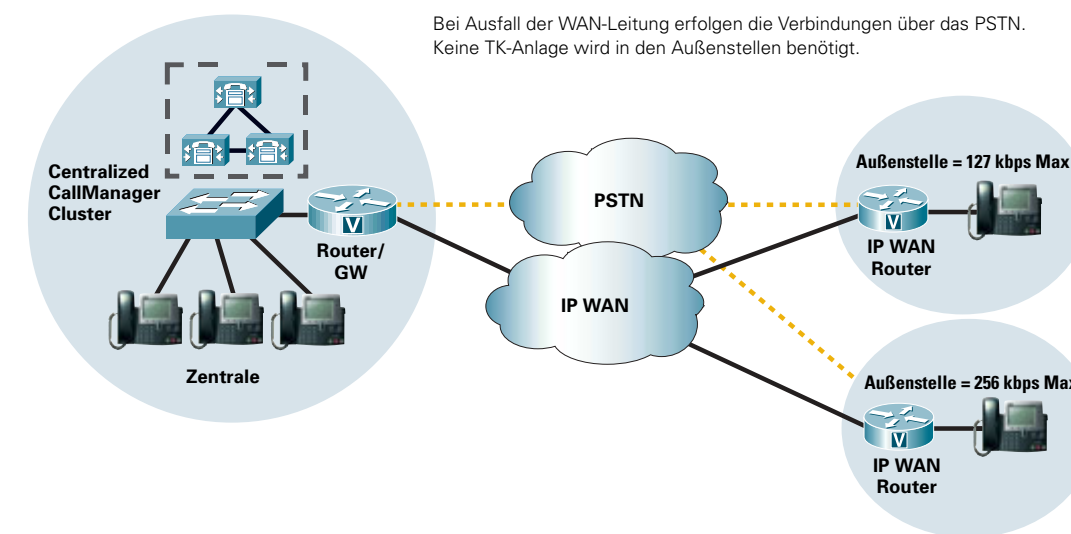 Bei Ausfall der WAN-Leitung erfolgen die Verbindungen über das PSTN.
Keine TK-Anlage wird in den Außenstellen benötigt.
Centralized
CallManager
Cluster
Router/
GW
V
Zentrale
PSTN
IP WAN
Außenstelle = 127 kbps Max
V
IP WAN
Router
Außenstelle = 256 kbps Max
V
IP WAN
Router